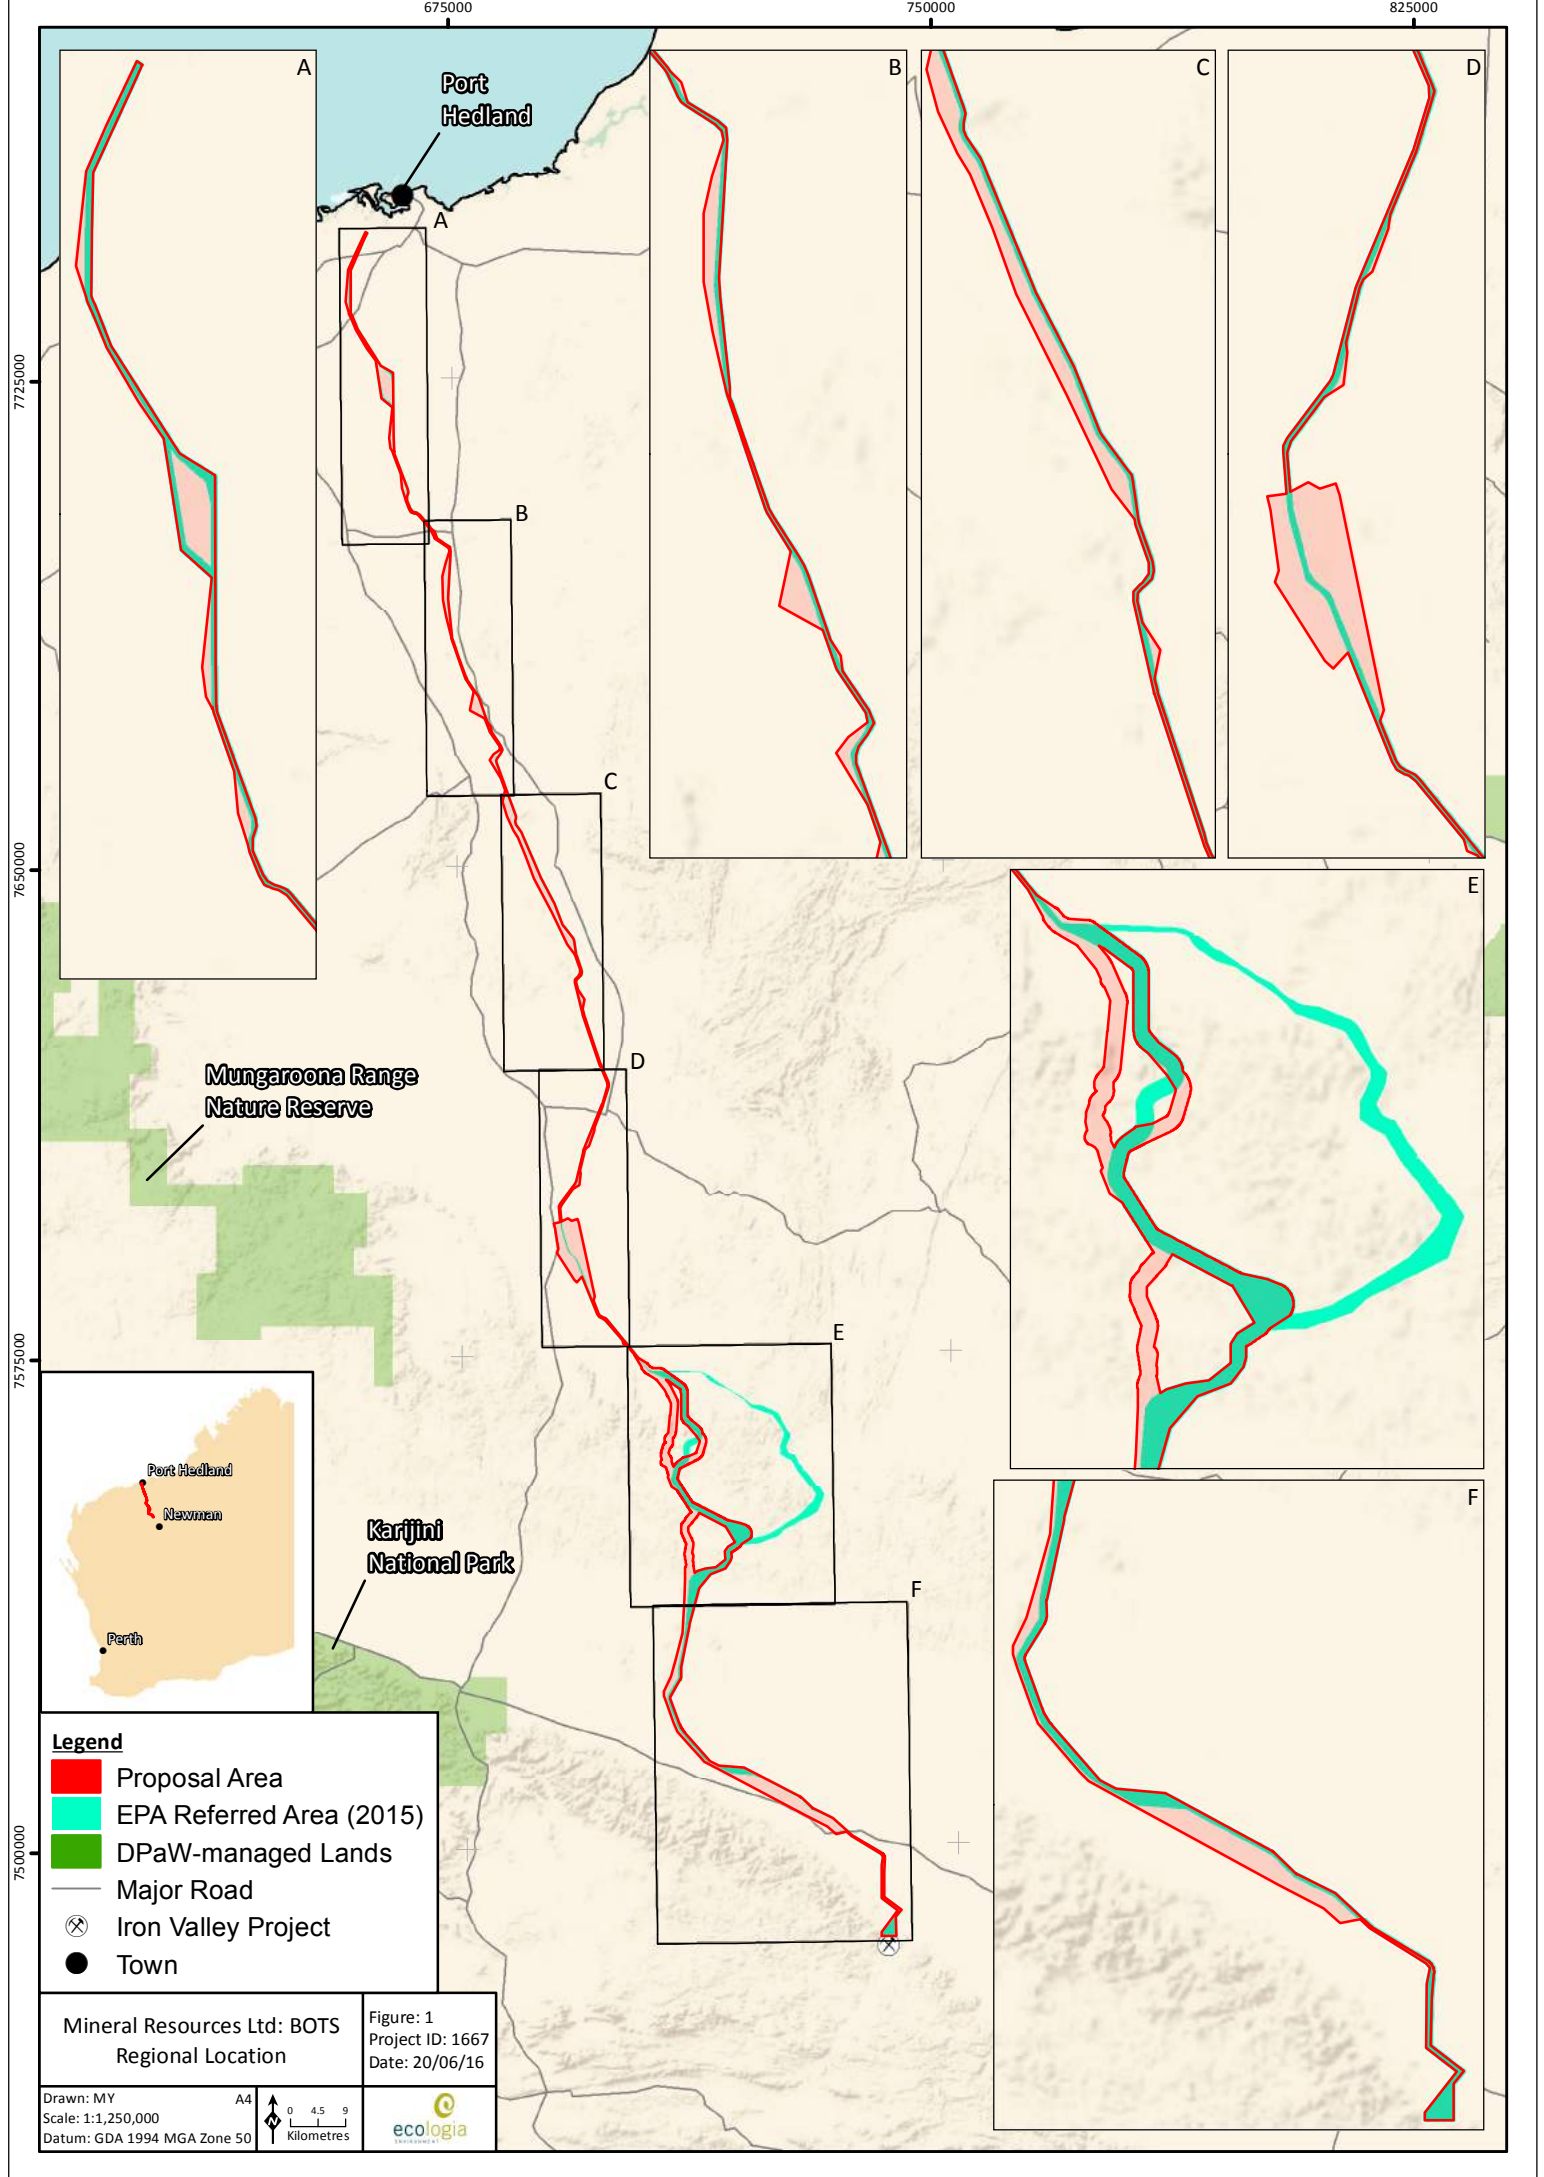 675000
750000
825000
A
B
C
D
Port
Hedland
A
7725000
B
C
7650000
E
D
Mungaroona Range
Nature Reserve
E
7575000
Port Hedland
Newman
Perth
F
Karijini
National Park
F
7500000
Legend
Proposal Area
EPA Referred Area (2015)
DPaW-managed Lands
Major Road
Iron Valley Project
Town
Mineral Resources Ltd: BOTS
Regional Location
Figure: 1
Project ID: 1667
Date: 20/06/16
Drawn: MY A4
Scale: 1:1,250,000
Datum: GDA 1994 MGA Zone 50
N
0 4.5 9
Kilometres
ecologia
ENVIRONMENT